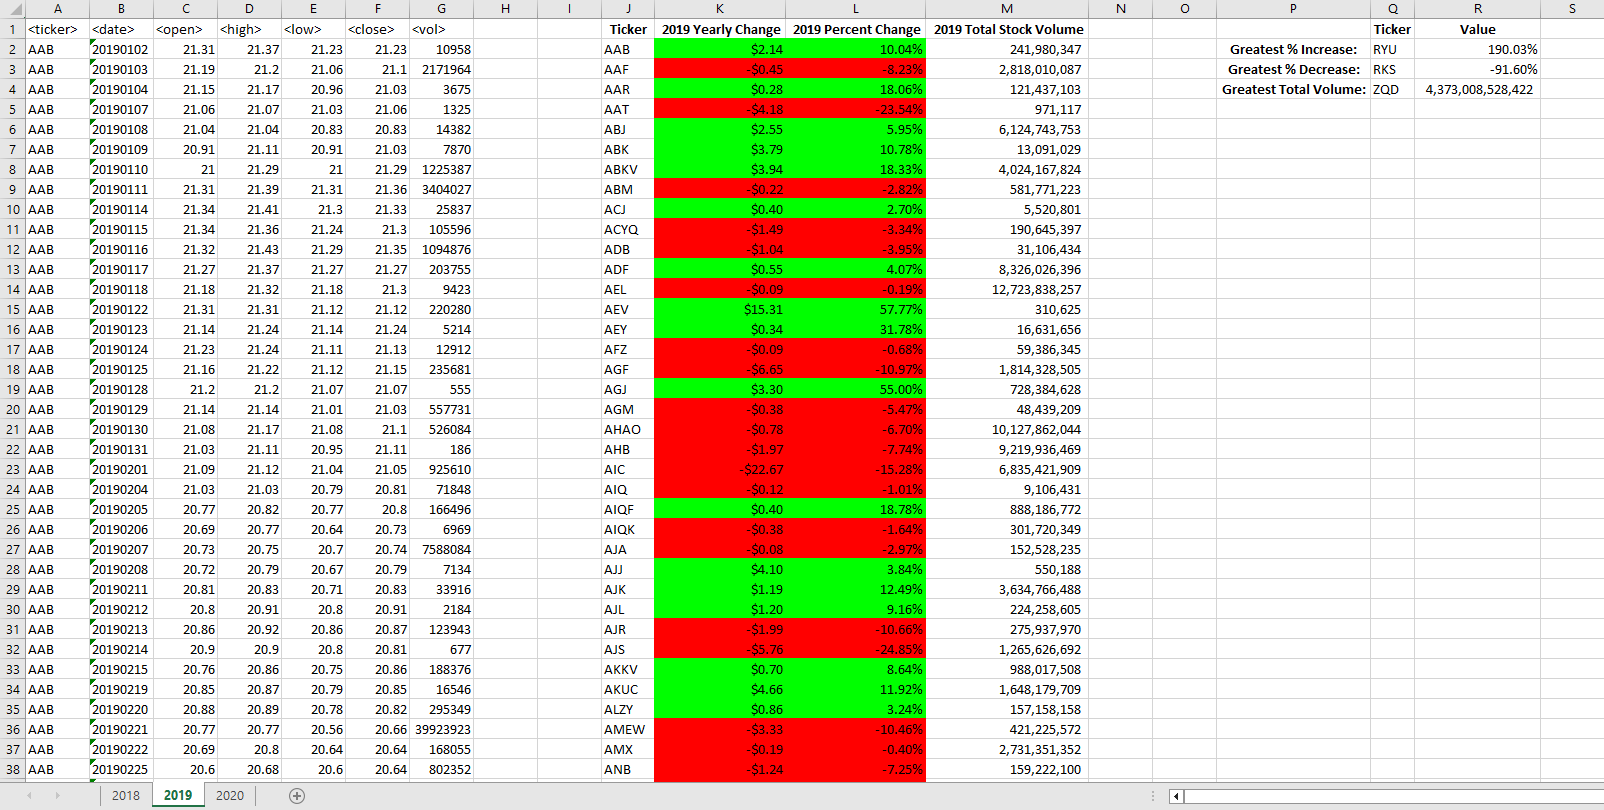 A B C D E F G H I J K L M N O P Q R S
1 <ticker> <date> <open> <high> <low> <close> <vol> Ticker 2019 Yearly Change 2019 Percent Change 2019 Total Stock Volume Ticker Value
2 AAB 20190102 21.31 21.37 21.23 21.23 10958 AAB $2.14 10.04% 241,980,347 Greatest % Increase: RYU 190.03%
3 AAB 20190103 21.19 21.2 21.06 21.1 2171964 AAF -$0.45 -8.23% 2,818,010,087 Greatest % Decrease: RKS -91.60%
4 AAB 20190104 21.15 21.17 20.96 21.03 3675 AAR $0.28 18.06% 121,437,103 Greatest Total Volume: ZQD 4,373,008,528,422
5 AAB 20190107 21.06 21.07 21.03 21.06 1325 AAT -$4.18 -23.54% 971,117
6 AAB 20190108 21.04 21.04 20.83 20.83 14382 ABJ $2.55 5.95% 6,124,743,753
7 AAB 20190109 20.91 21.11 20.91 21.03 7870 ABK $3.79 10.78% 13,091,029
8 AAB 20190110 21 21.29 21 21.29 1225387 ABKV $3.94 18.33% 4,024,167,824
9 AAB 20190111 21.31 21.39 21.31 21.36 3404027 ABM -$0.22 -2.82% 581,771,223
10 AAB 20190114 21.34 21.41 21.3 21.33 25837 ACJ $0.40 2.70% 5,520,801
11 AAB 20190115 21.34 21.36 21.24 21.3 105596 ACYQ -$1.49 -3.34% 190,645,397
12 AAB 20190116 21.32 21.43 21.29 21.35 1094876 ADB -$1.04 -3.95% 31,106,434
13 AAB 20190117 21.27 21.37 21.27 21.27 203755 ADF $0.55 4.07% 8,326,026,396
14 AAB 20190118 21.18 21.32 21.18 21.3 9423 AEL -$0.09 -0.19% 12,723,838,257
15 AAB 20190122 21.31 21.31 21.12 21.12 220280 AEV $15.31 57.77% 310,625
16 AAB 20190123 21.14 21.24 21.14 21.24 5214 AEY $0.34 31.78% 16,631,656
17 AAB 20190124 21.23 21.24 21.11 21.13 12912 AFZ -$0.09 -0.68% 59,386,345
18 AAB 20190125 21.16 21.22 21.12 21.15 235681 AGF -$6.65 -10.97% 1,814,328,505
19 AAB 20190128 21.2 21.2 21.07 21.07 555 AGJ $3.30 55.00% 728,384,628
20 AAB 20190129 21.14 21.14 21.01 21.03 557731 AGM -$0.38 -5.47% 48,439,209
21 AAB 20190130 21.08 21.17 21.08 21.1 526084 AHAO -$0.78 -6.70% 10,127,862,044
22 AAB 20190131 21.03 21.11 20.95 21.11 186 AHB -$1.97 -7.74% 9,219,936,469
23 AAB 20190201 21.09 21.12 21.04 21.05 925610 AIC -$22.67 -15.28% 6,835,421,909
24 AAB 20190204 21.03 21.03 20.79 20.81 71848 AIQ -$0.12 -1.01% 9,106,431
25 AAB 20190205 20.77 20.82 20.77 20.8 166496 AIQF $0.40 18.78% 888,186,772
26 AAB 20190206 20.69 20.77 20.64 20.73 6969 AIQK -$0.38 -1.64% 301,720,349
27 AAB 20190207 20.73 20.75 20.7 20.74 7588084 AJA -$0.08 -2.97% 152,528,235
28 AAB 20190208 20.72 20.79 20.67 20.79 7134 AJJ $4.10 3.84% 550,188
29 AAB 20190211 20.81 20.83 20.71 20.83 33916 AJK $1.19 12.49% 3,634,766,488
30 AAB 20190212 20.8 20.91 20.8 20.91 2184 AJL $1.20 9.16% 224,258,605
31 AAB 20190213 20.86 20.92 20.86 20.87 123943 AJR -$1.99 -10.66% 275,937,970
32 AAB 20190214 20.9 20.9 20.8 20.81 677 AJS -$5.76 -24.85% 1,265,626,692
33 AAB 20190215 20.76 20.86 20.75 20.86 188376 AKKV $0.70 8.64% 988,017,508
34 AAB 20190219 20.85 20.87 20.79 20.85 16546 AKUC $4.66 11.92% 1,648,179,709
35 AAB 20190220 20.88 20.89 20.78 20.82 295349 ALZY $0.86 3.24% 157,158,158
36 AAB 20190221 20.77 20.77 20.56 20.66 39923923 AMEW -$3.33 -10.46% 421,225,572
37 AAB 20190222 20.69 20.8 20.64 20.64 168055 AMX -$0.19 -0.40% 2,731,351,352
38 AAB 20190225 20.6 20.68 20.6 20.64 802352 ANB -$1.24 -7.25% 159,222,100
2018 2019 2020